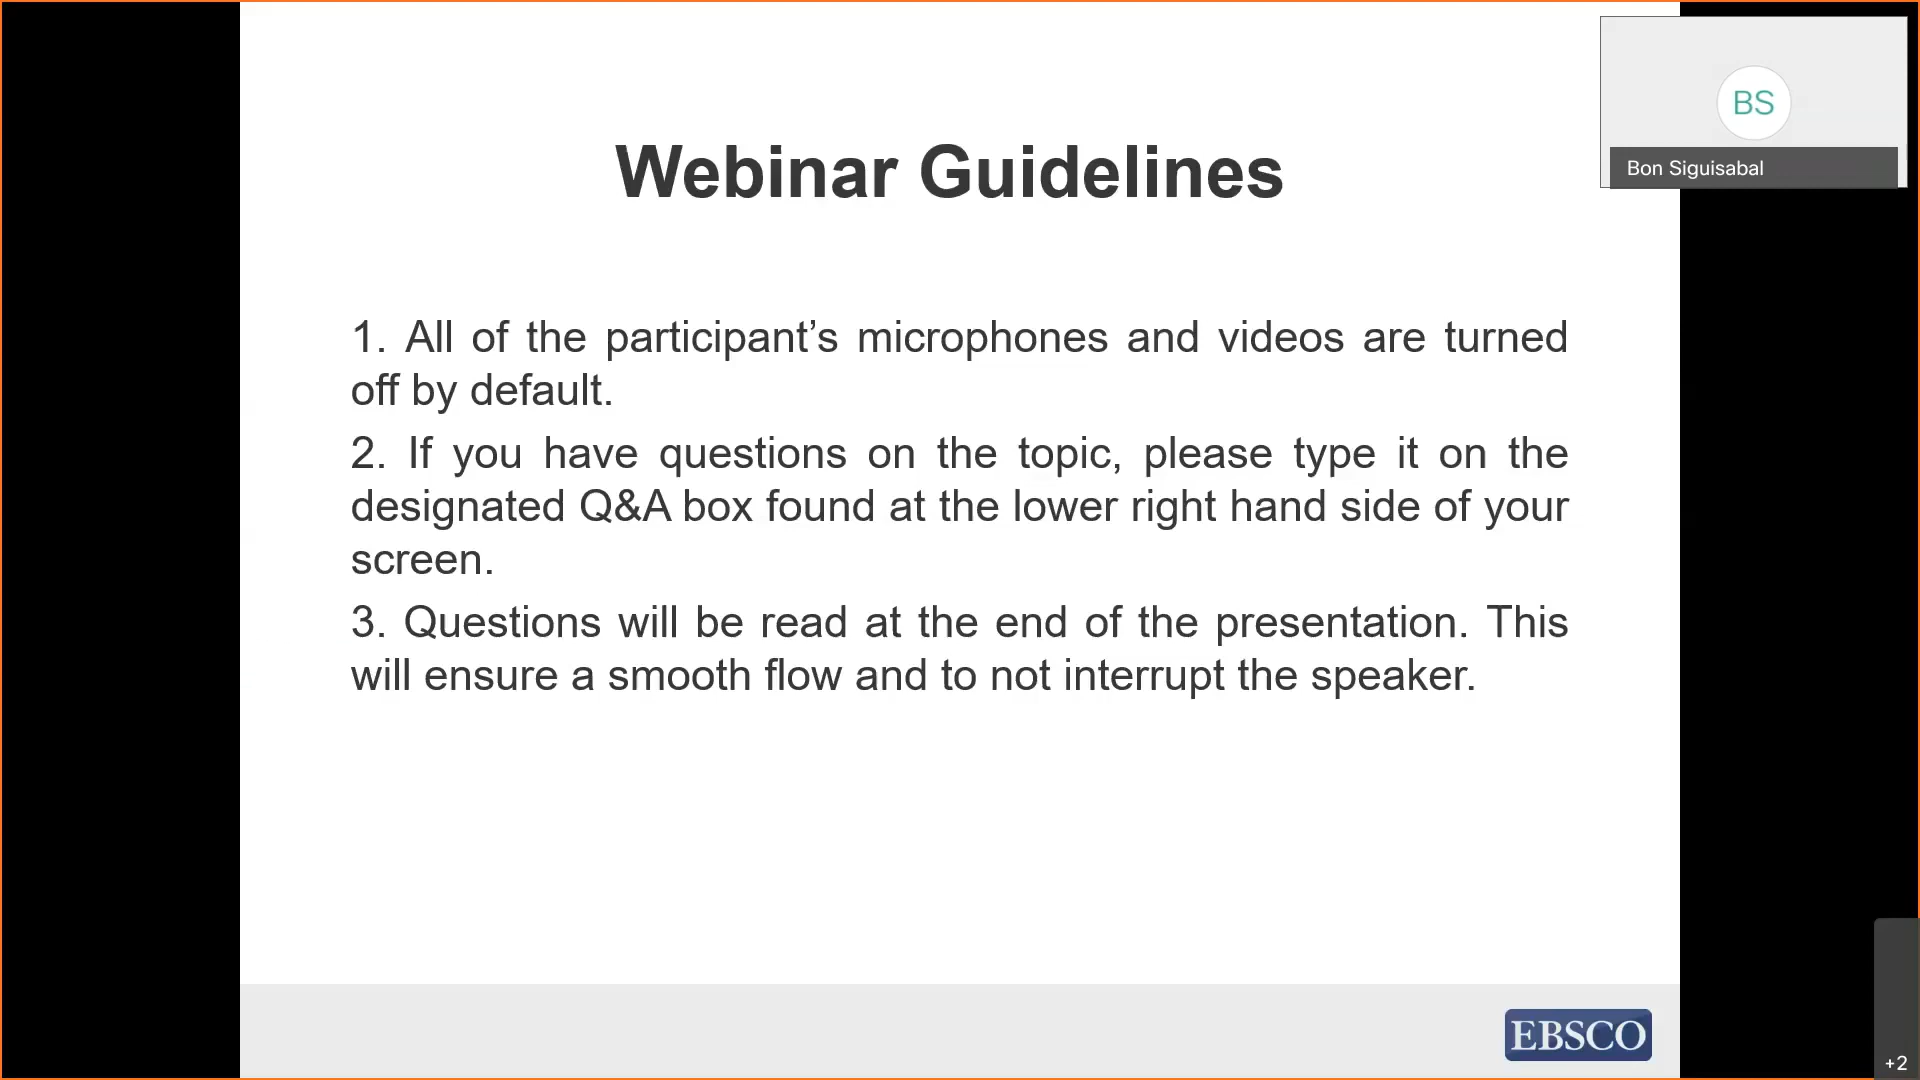 BS
Bon Siguisabal
Webinar Guidelines
1. All of the participant’s microphones and videos are turned
off by default.
2. If you have questions on the topic, please type it on the
designated Q&A box found at the lower right hand side of your
screen.
3. Questions will be read at the end of the presentation. This
will ensure a smooth flow and to not interrupt the speaker.
EBSCO
+2